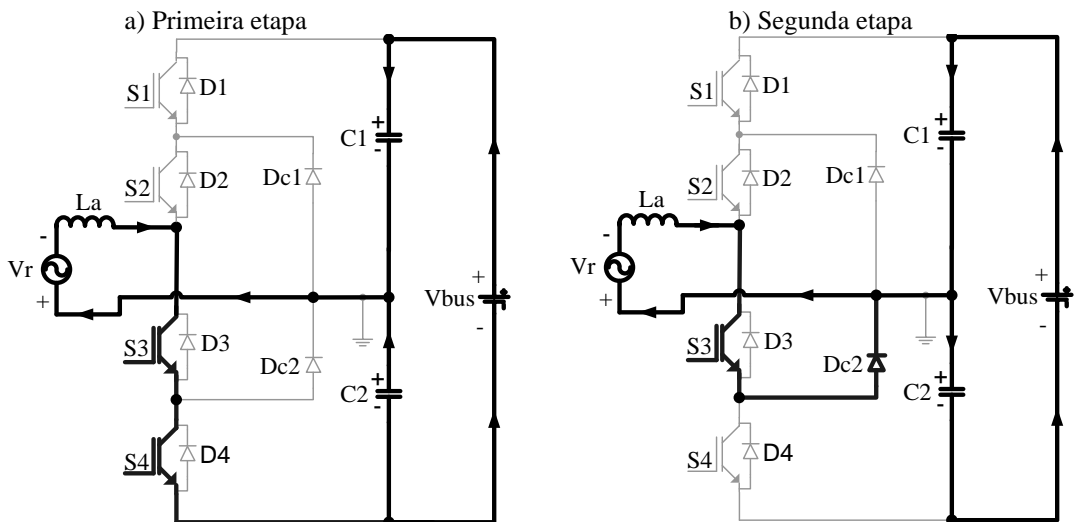 a) Primeira etapa
S1
D1
S2
D2
Dc1
C1
+
-
La
-
Vr
+
Vbus
+
-
S3
D3
Dc2
C2
+
-
S4
D4
b) Segunda etapa
S1
D1
S2
D2
Dc1
C1
+
-
La
-
Vr
+
Vbus
+
-
S3
D3
Dc2
C2
+
-
S4
D4